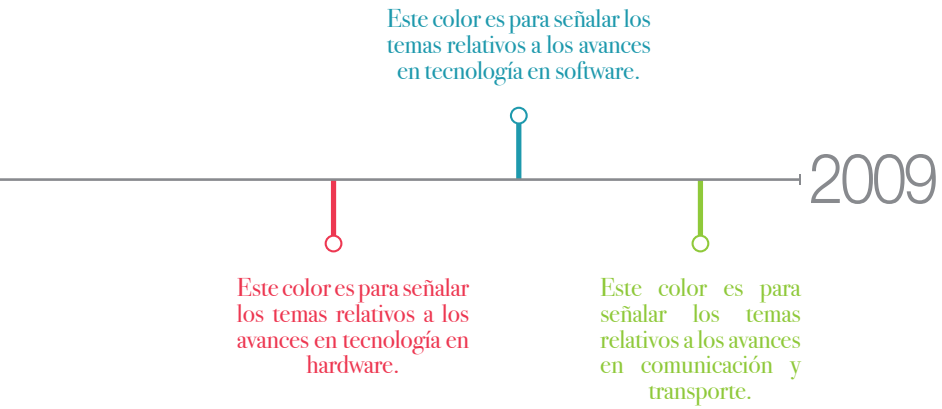 Este color es para señalar los
temas relativos a los avances
en tecnología en software.
2009
Este color es para señalar
los temas relativos a los
avances en tecnología en
hardware.
Este color es para
señalar los temas
relativos a los avances
en comunicación y
transporte.